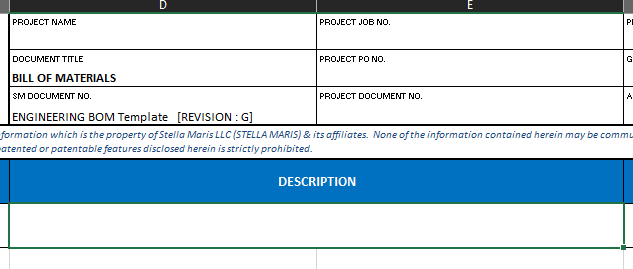 D E
PROJECT NAME PROJECT JOB NO.
DOCUMENT TITLE PROJECT PO NO.
BILL OF MATERIALS
SM DOCUMENT NO. PROJECT DOCUMENT NO.
ENGINEERING BOM Template [REVISION : G]
formation which is the property of Stella Maris LLC (STELLA MARIS) & its affiliates. None of the information contained herein may be commu
atented or patentable features disclosed herein is strictly prohibited.
DESCRIPTION